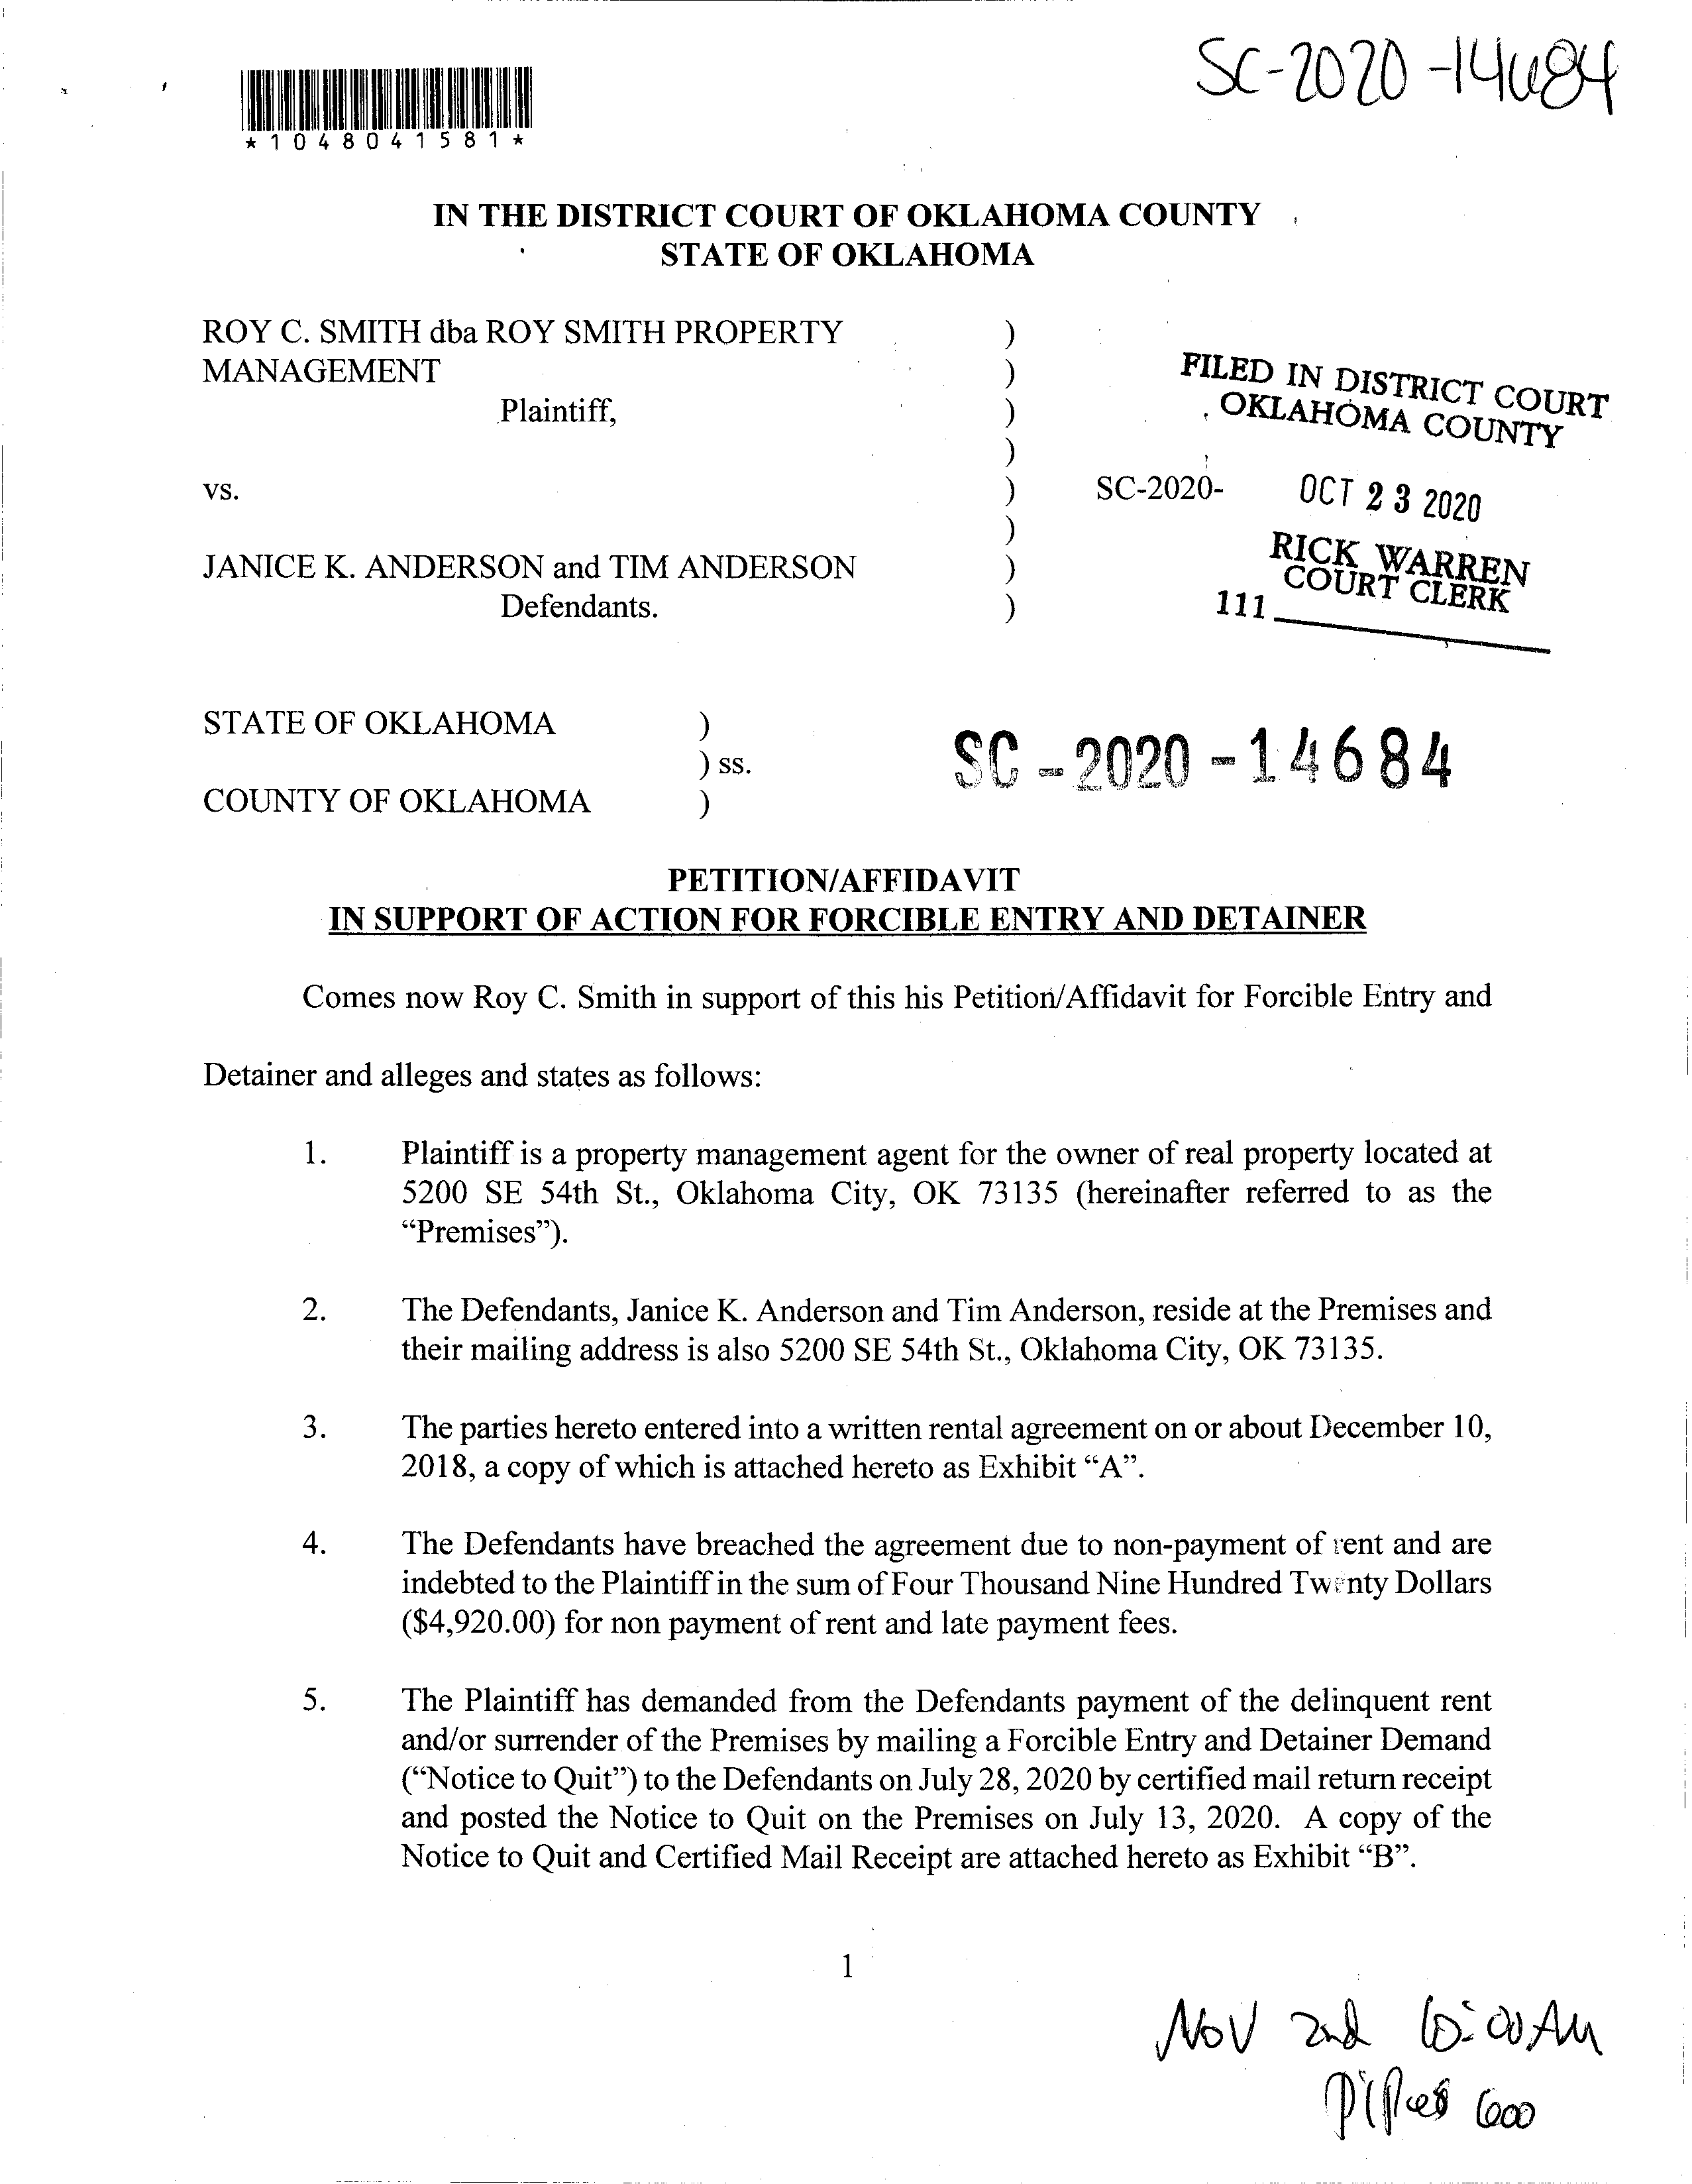 SC-2020-14684
*1048041581*
IN THE DISTRICT COURT OF OKLAHOMA COUNTY
STATE OF OKLAHOMA
ROY C. SMITH dba ROY SMITH PROPERTY )
MANAGEMENT )
Plaintiff, )
)
vs. ) SC-2020-
)
JANICE K. ANDERSON and TIM ANDERSON )
Defendants. )
FILED IN DISTRICT COURT
OKLAHOMA COUNTY
OCT 23 2020
RICK WARREN
COURT CLERK
111
STATE OF OKLAHOMA )
) ss.
COUNTY OF OKLAHOMA )
SC-2020-14684
PETITION/AFFIDAVIT
IN SUPPORT OF ACTION FOR FORCIBLE ENTRY AND DETAINER
Comes now Roy C. Smith in support of this his Petition/Affidavit for Forcible Entry and
Detainer and alleges and states as follows:
1. Plaintiff is a property management agent for the owner of real property located at
5200 SE 54th St., Oklahoma City, OK 73135 (hereinafter referred to as the
“Premises”).
2. The Defendants, Janice K. Anderson and Tim Anderson, reside at the Premises and
their mailing address is also 5200 SE 54th St., Oklahoma City, OK 73135.
3. The parties hereto entered into a written rental agreement on or about December 10,
2018, a copy of which is attached hereto as Exhibit “A”.
4. The Defendants have breached the agreement due to non-payment of rent and are
indebted to the Plaintiff in the sum of Four Thousand Nine Hundred Twenty Dollars
($4,920.00) for non payment of rent and late payment fees.
5. The Plaintiff has demanded from the Defendants payment of the delinquent rent
and/or surrender of the Premises by mailing a Forcible Entry and Detainer Demand
(“Notice to Quit”) to the Defendants on July 28, 2020 by certified mail return receipt
and posted the Notice to Quit on the Premises on July 13, 2020. A copy of the
Notice to Quit and Certified Mail Receipt are attached hereto as Exhibit “B”.
1
Nov 2nd 10:00 AM
600